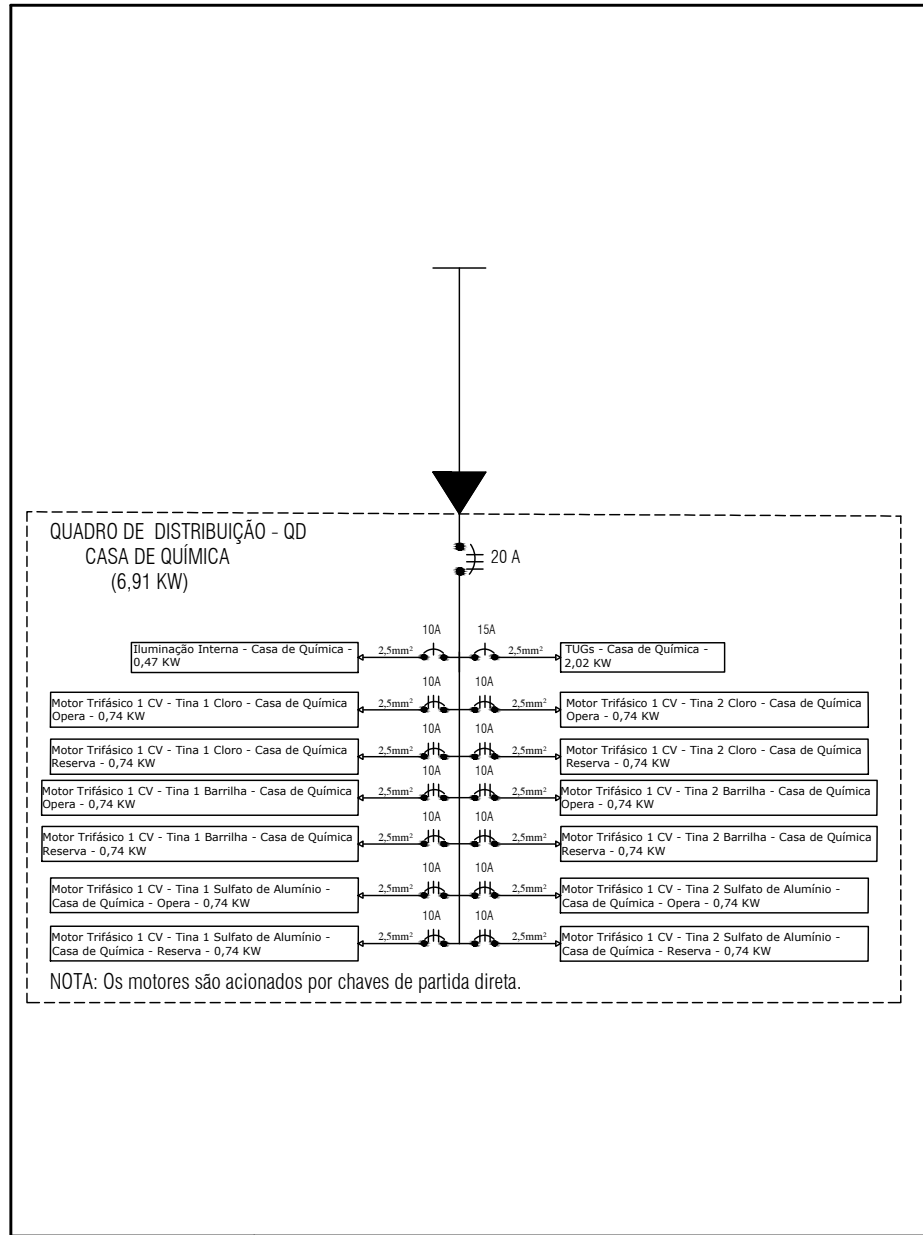 QUADRO DE DISTRIBUIÇÃO - QD
CASA DE QUÍMICA
(6,91 KW)
20 A
10A
15A
Iluminação Interna - Casa de Química -
0,47 KW
2,5mm²
2,5mm²
TUGs - Casa de Química -
2,02 KW
10A
10A
Motor Trifásico 1 CV - Tina 1 Cloro - Casa de Química
Opera - 0,74 KW
2,5mm²
2,5mm²
Motor Trifásico 1 CV - Tina 2 Cloro - Casa de Química
Opera - 0,74 KW
10A
10A
Motor Trifásico 1 CV - Tina 1 Cloro - Casa de Química
Reserva - 0,74 KW
2,5mm²
2,5mm²
Motor Trifásico 1 CV - Tina 2 Cloro - Casa de Química
Reserva - 0,74 KW
10A
10A
Motor Trifásico 1 CV - Tina 1 Barrilha - Casa de Química
Opera - 0,74 KW
2,5mm²
2,5mm²
Motor Trifásico 1 CV - Tina 2 Barrilha - Casa de Química
Opera - 0,74 KW
10A
10A
Motor Trifásico 1 CV - Tina 1 Barrilha - Casa de Química
Reserva - 0,74 KW
2,5mm²
2,5mm²
Motor Trifásico 1 CV - Tina 2 Barrilha - Casa de Química
Reserva - 0,74 KW
10A
10A
Motor Trifásico 1 CV - Tina 1 Sulfato de Alumínio -
Casa de Química - Opera - 0,74 KW
2,5mm²
2,5mm²
Motor Trifásico 1 CV - Tina 2 Sulfato de Alumínio -
Casa de Química - Opera - 0,74 KW
10A
10A
Motor Trifásico 1 CV - Tina 1 Sulfato de Alumínio -
Casa de Química - Reserva - 0,74 KW
2,5mm²
2,5mm²
Motor Trifásico 1 CV - Tina 2 Sulfato de Alumínio -
Casa de Química - Reserva - 0,74 KW
NOTA: Os motores são acionados por chaves de partida direta.